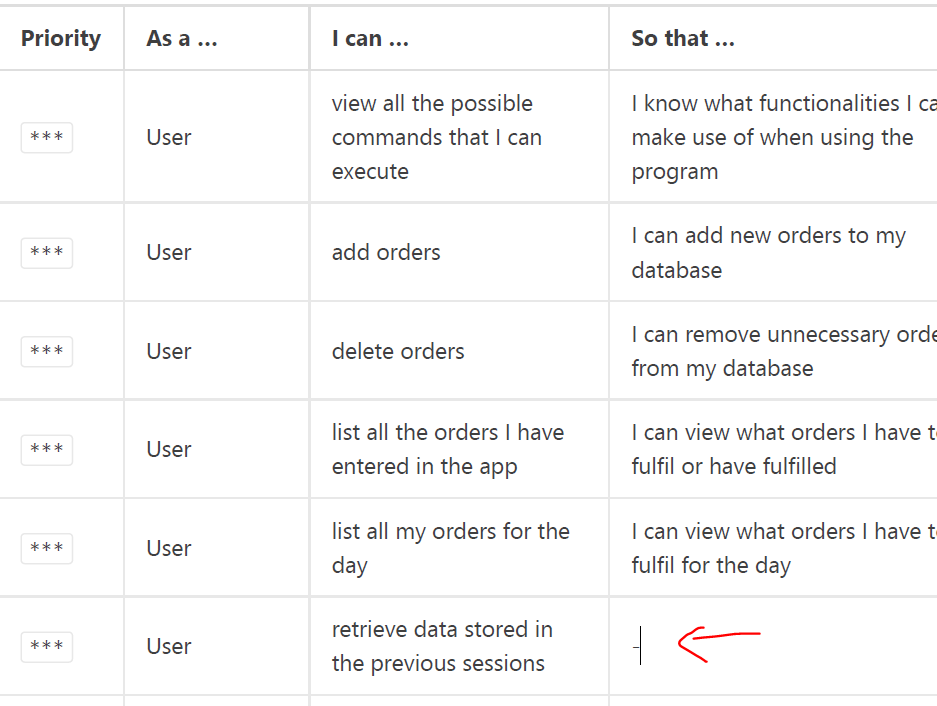 Priority As a ... I can ... So that ...
view all the possible
commands that I can
execute
*** User
I know what functionalities I ca
make use of when using the
program
*** User add orders
I can add new orders to my
database
*** User delete orders
I can remove unnecessary orde
from my database
*** User
list all the orders I have
entered in the app
I can view what orders I have t
fulfil or have fulfilled
*** User
list all my orders for the
day
I can view what orders I have t
fulfil for the day
*** User
retrieve data stored in
the previous sessions
-